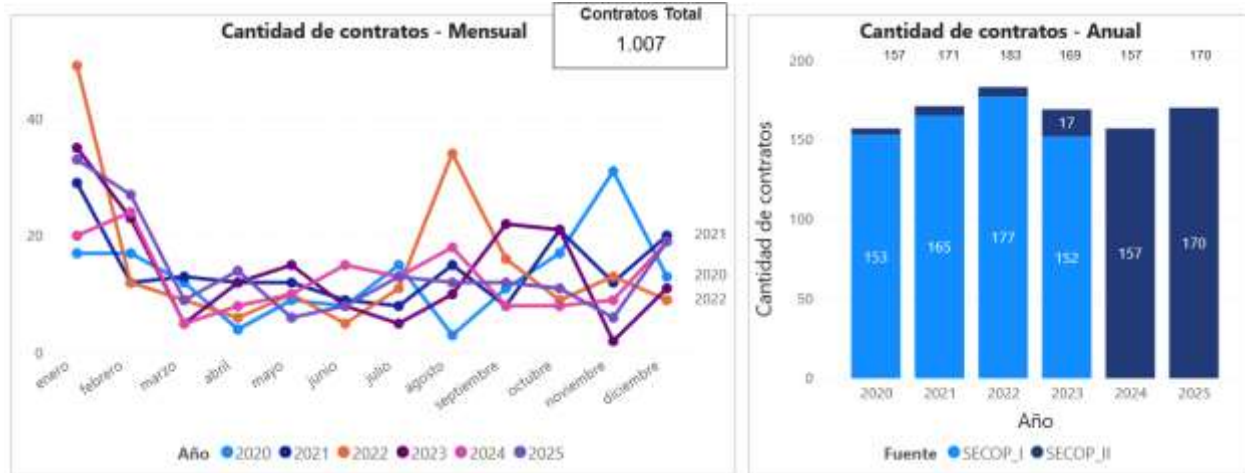 Cantidad de contratos - Mensual
Contratos Total
1.007
40
20
0
2021
2020
2022
enero
febrero
marzo
abril
mayo
junio
julio
agosto
septiembre
octubre
noviembre
diciembre
Año 2020 2021 2022 2023 2024 2025
Cantidad de contratos - Anual
157 171 183 169 157 170
Cantidad de contratos
200
150
100
50
0
17
153 165 177 152 157 170
2020 2021 2022 2023 2024 2025
Año
Fuente SECOP_I SECOP_II